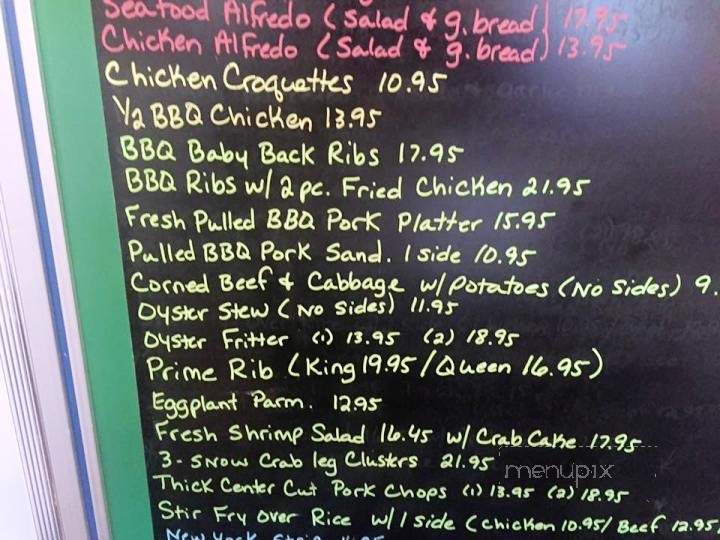 Seafood Alfredo (Salad & g.bread) 17.95
Chicken Alfredo (Salad & g.bread) 13.95
Chicken Croquettes 10.95
1/2 BBQ Chicken 13.95
BBQ Baby Back Ribs 17.95
BBQ Ribs w/ 2 pc. Fried Chicken 21.95
Fresh Pulled BBQ Pork Platter 15.95
Pulled BBQ Pork Sand. 1 side 10.95
Corned Beef & Cabbage w/Potatoes (No Sides) 9.
Oyster Stew (No Sides) 11.95
Oyster Fritter (1) 13.95 (2) 18.95
Prime Rib (King 19.95 / Queen 16.95)
Eggplant Parm. 12.95
Fresh Shrimp Salad 16.45 w/ Crab Cake 17.95
3 - Snow Crab leg Clusters 21.95
menupix
Thick Center Cut Pork Chops (1) 13.95 (2) 18.95
Stir Fry over Rice w/ 1 side (Chicken 10.95/ Beef 12.95/
New York Strip